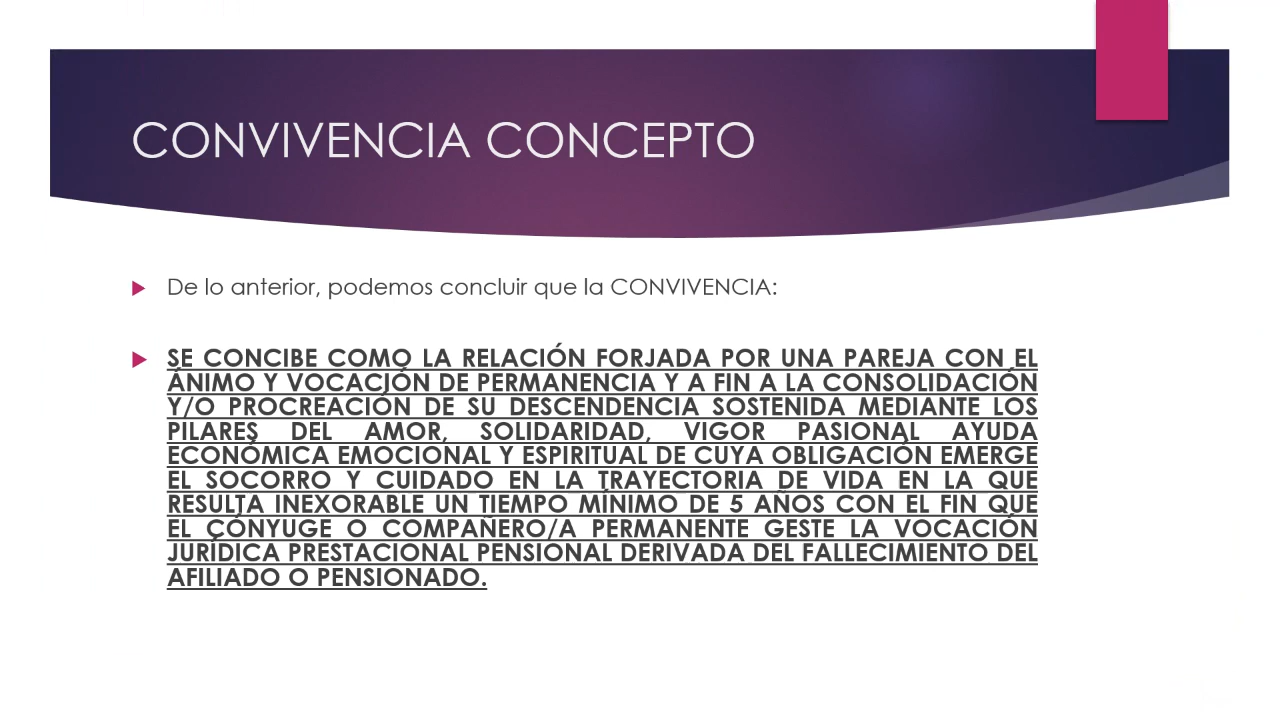 CONVIVENCIA CONCEPTO
De lo anterior, podemos concluir que la CONVIVENCIA:
SE CONCIBE COMO LA RELACIÓN FORJADA POR UNA PAREJA CON EL
ÁNIMO Y VOCACIÓN DE PERMANENCIA Y A FIN A LA CONSOLIDACIÓN
Y/O PROCREACIÓN DE SU DESCENDENCIA SOSTENIDA MEDIANTE LOS
PILARES DEL AMOR, SOLIDARIDAD, VIGOR PASIONAL AYUDA
ECONÓMICA EMOCIONAL Y ESPIRITUAL DE CUYA OBLIGACIÓN EMERGE
EL SOCORRO Y CUIDADO EN LA TRAYECTORIA DE VIDA EN LA QUE
RESULTA INEXORABLE UN TIEMPO MÍNIMO DE 5 AÑOS CON EL FIN QUE
EL CÓNYUGE O COMPAÑERO/A PERMANENTE GESTE LA VOCACIÓN
JURÍDICA PRESTACIONAL PENSIONAL DERIVADA DEL FALLECIMIENTO DEL
AFILIADO O PENSIONADO.